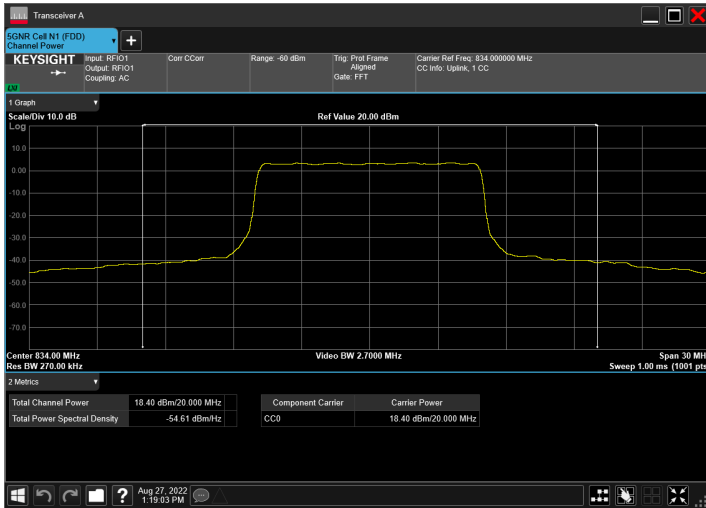 Transceiver A
5GNR Cell N1 (FDD)
Channel Power
KEYSIGHT
Input: RFIO1
Output: RFIO1
Coupling: AC
Corr CCorr
Range: -60 dBm
Trig: Prot Frame
Aligned
Gate: FFT
Carrier Ref Freq: 834.000000 MHz
CC Info: Uplink, 1 CC
LXI
1 Graph
Scale/Div 10.0 dB
Ref Value 20.00 dBm
Log
10.0
0.00
-10.0
-20.0
-30.0
-40.0
-50.0
-60.0
-70.0
Center 834.00 MHz
Video BW 2.7000 MHz
Span 30 MH
Res BW 270.00 kHz
Sweep 1.00 ms (1001 pts
2 Metrics
Total Channel Power 18.40 dBm/20.000 MHz
Total Power Spectral Density -54.61 dBm/Hz
Component Carrier Carrier Power
CC0 18.40 dBm/20.000 MHz
Aug 27, 2022
1:19:03 PM